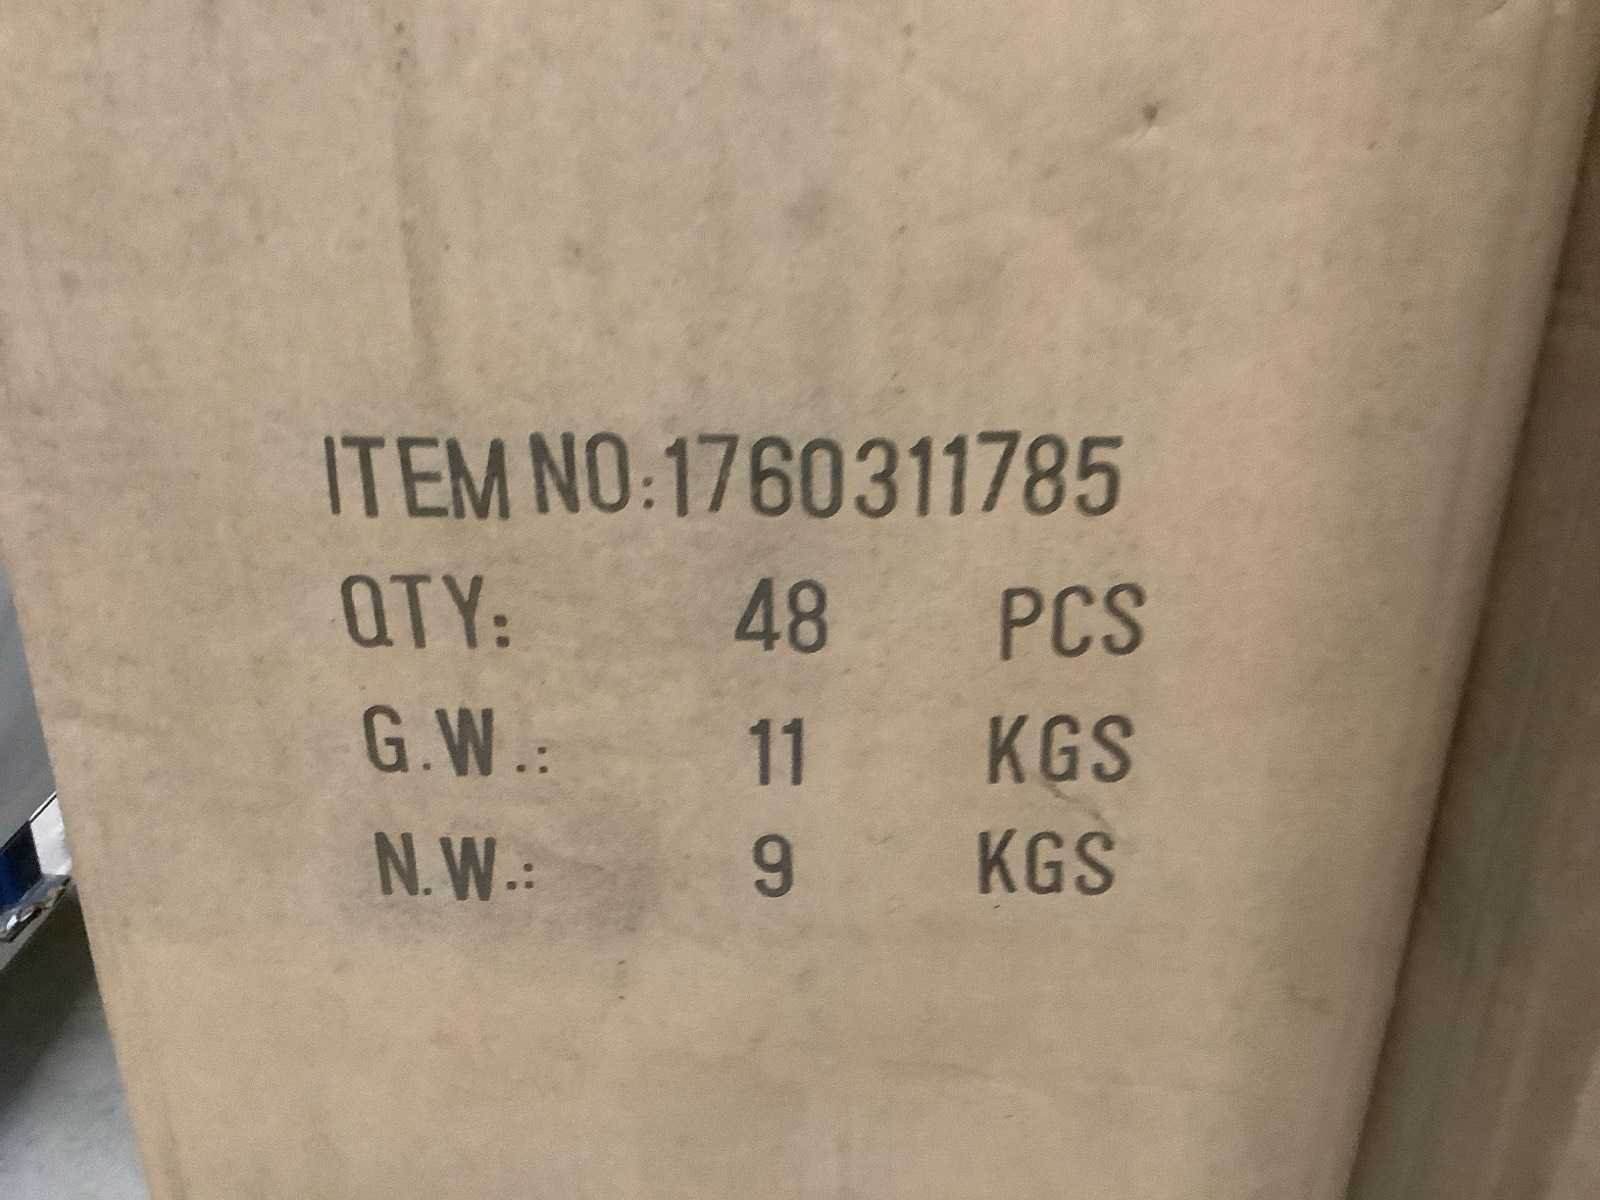 ITEM NO.:1760311785
QTY: 48 PCS
G.W.: 11 KGS
N.W.: 9 KGS